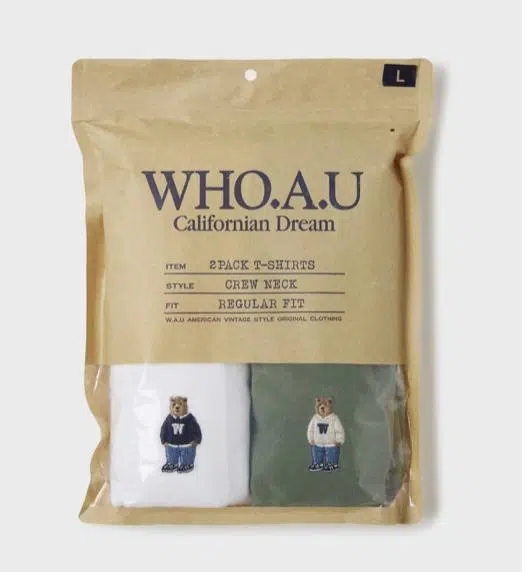 L
WHO.A.U
Californian Dream
ITEM 2PACK T-SHIRTS
STYLE CREW NECK
FIT REGULAR FIT
W.A.U AMERICAN VINTAGE STYLE ORIGINAL CLOTHING
W W